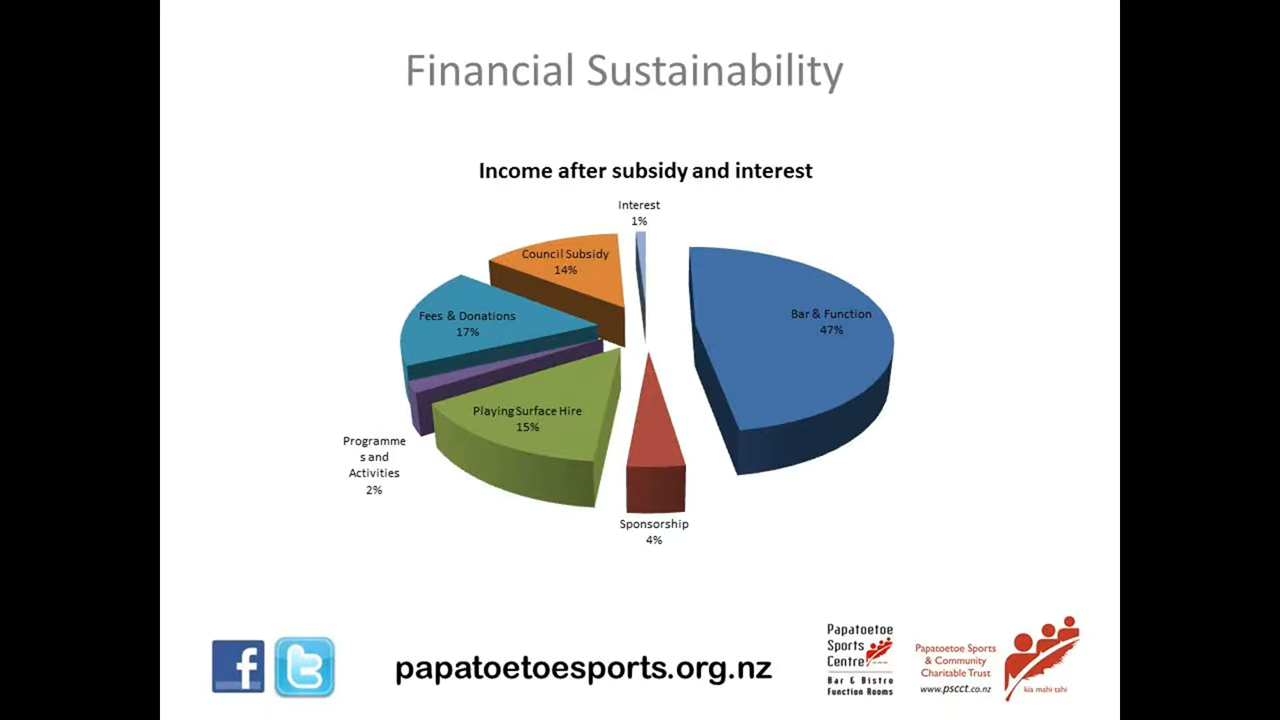 Financial Sustainability
Income after subsidy and interest
Interest
1%
Council Subsidy
14%
Bar & Function
47%
Fees & Donations
17%
Playing Surface Hire
15%
Programme
s and
Activities
2%
Sponsorship
4%
f
t
papatoetoesports.org.nz
Papatoetoe
Sports
Centre
Bar & Bistro
Function Rooms
Papatoetoe Sports
& Community
Charitable Trust
www.pscct.co.nz
kia mahi tahi